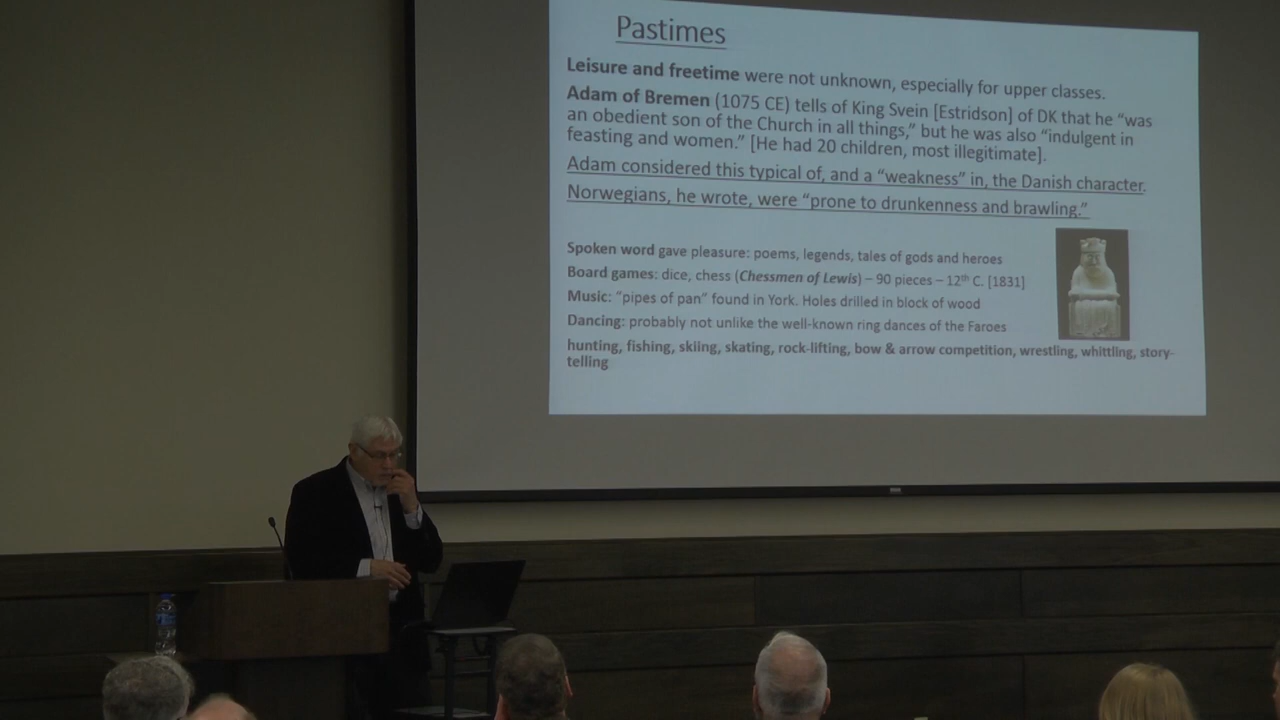 Pastimes
Leisure and freetime were not unknown, especially for upper classes.
Adam of Bremen (1075 CE) tells of King Svein [Estridson] of DK that he “was
an obedient son of the Church in all things,” but he was also “indulgent in
feasting and women.” [He had 20 children, most illegitimate].
Adam considered this typical of, and a “weakness” in, the Danish character.
Norwegians, he wrote, were “prone to drunkenness and brawling.”
Spoken word gave pleasure: poems, legends, tales of gods and heroes
Board games: dice, chess (Chessmen of Lewis) – 90 pieces – 12th C. [1831]
Music: “pipes of pan” found in York. Holes drilled in block of wood
Dancing: probably not unlike the well-known ring dances of the Faroes
hunting, fishing, skiing, skating, rock-lifting, bow & arrow competition, wrestling, whittling, story-
telling